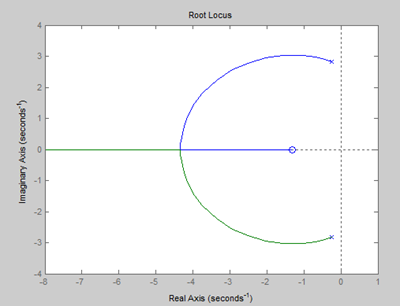 Root Locus
Imaginary Axis (seconds⁻¹)
4
3
2
1
0
-1
-2
-3
-4
-8 -7 -6 -5 -4 -3 -2 -1 0 1
Real Axis (seconds⁻¹)